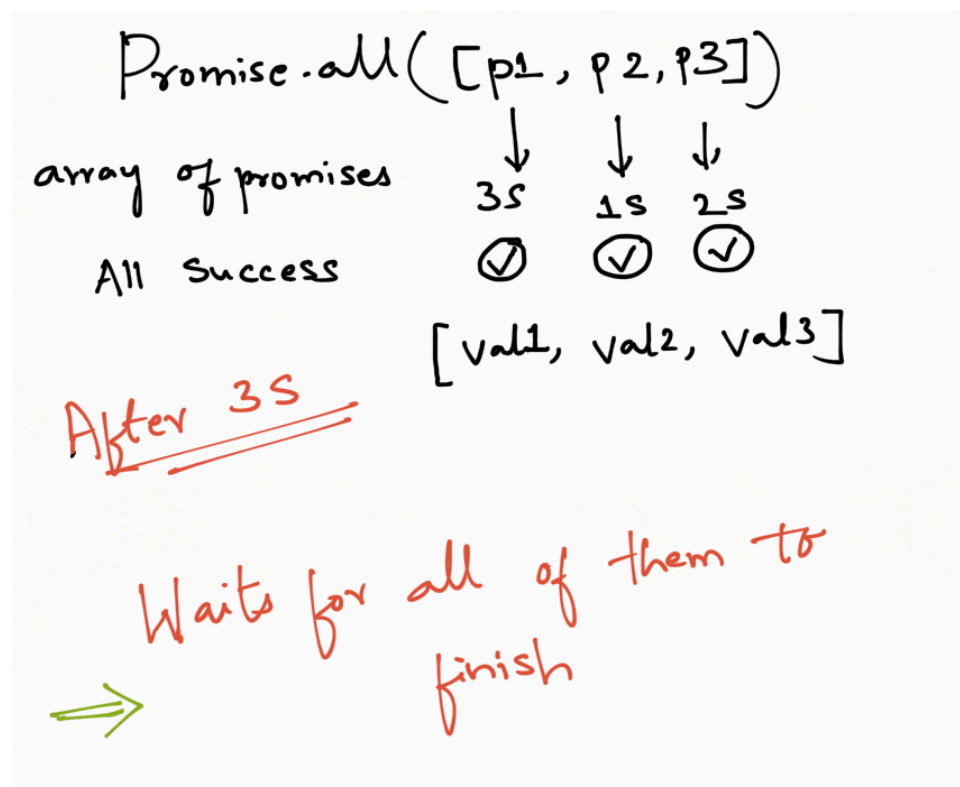 Promise.all([p1, p2, p3])
array of promises
3s 1s 2s
All success
[val1, val2, val3]
After 3s
Waits for all of them to
finish